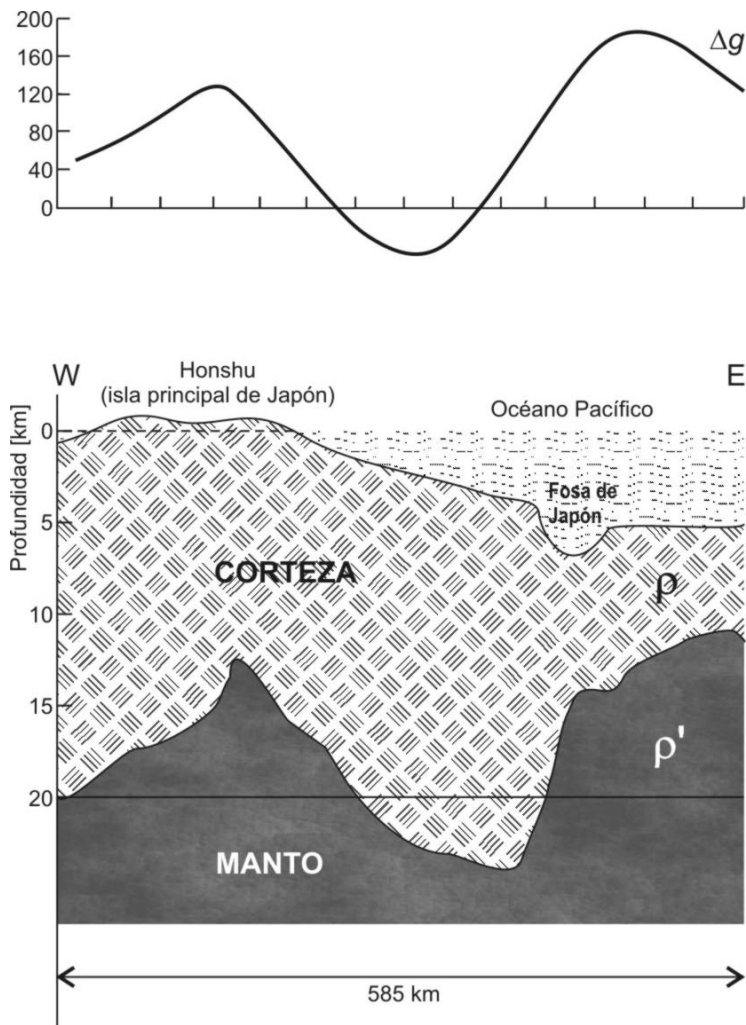 200
160
120
80
40
0
Δg
W
Honshu
(isla principal de Japón)
E
Océano Pacífico
Profundidad [km]
0
5
10
15
20
Fosa de
Japón
CORTEZA
ρ
ρ'
MANTO
585 km